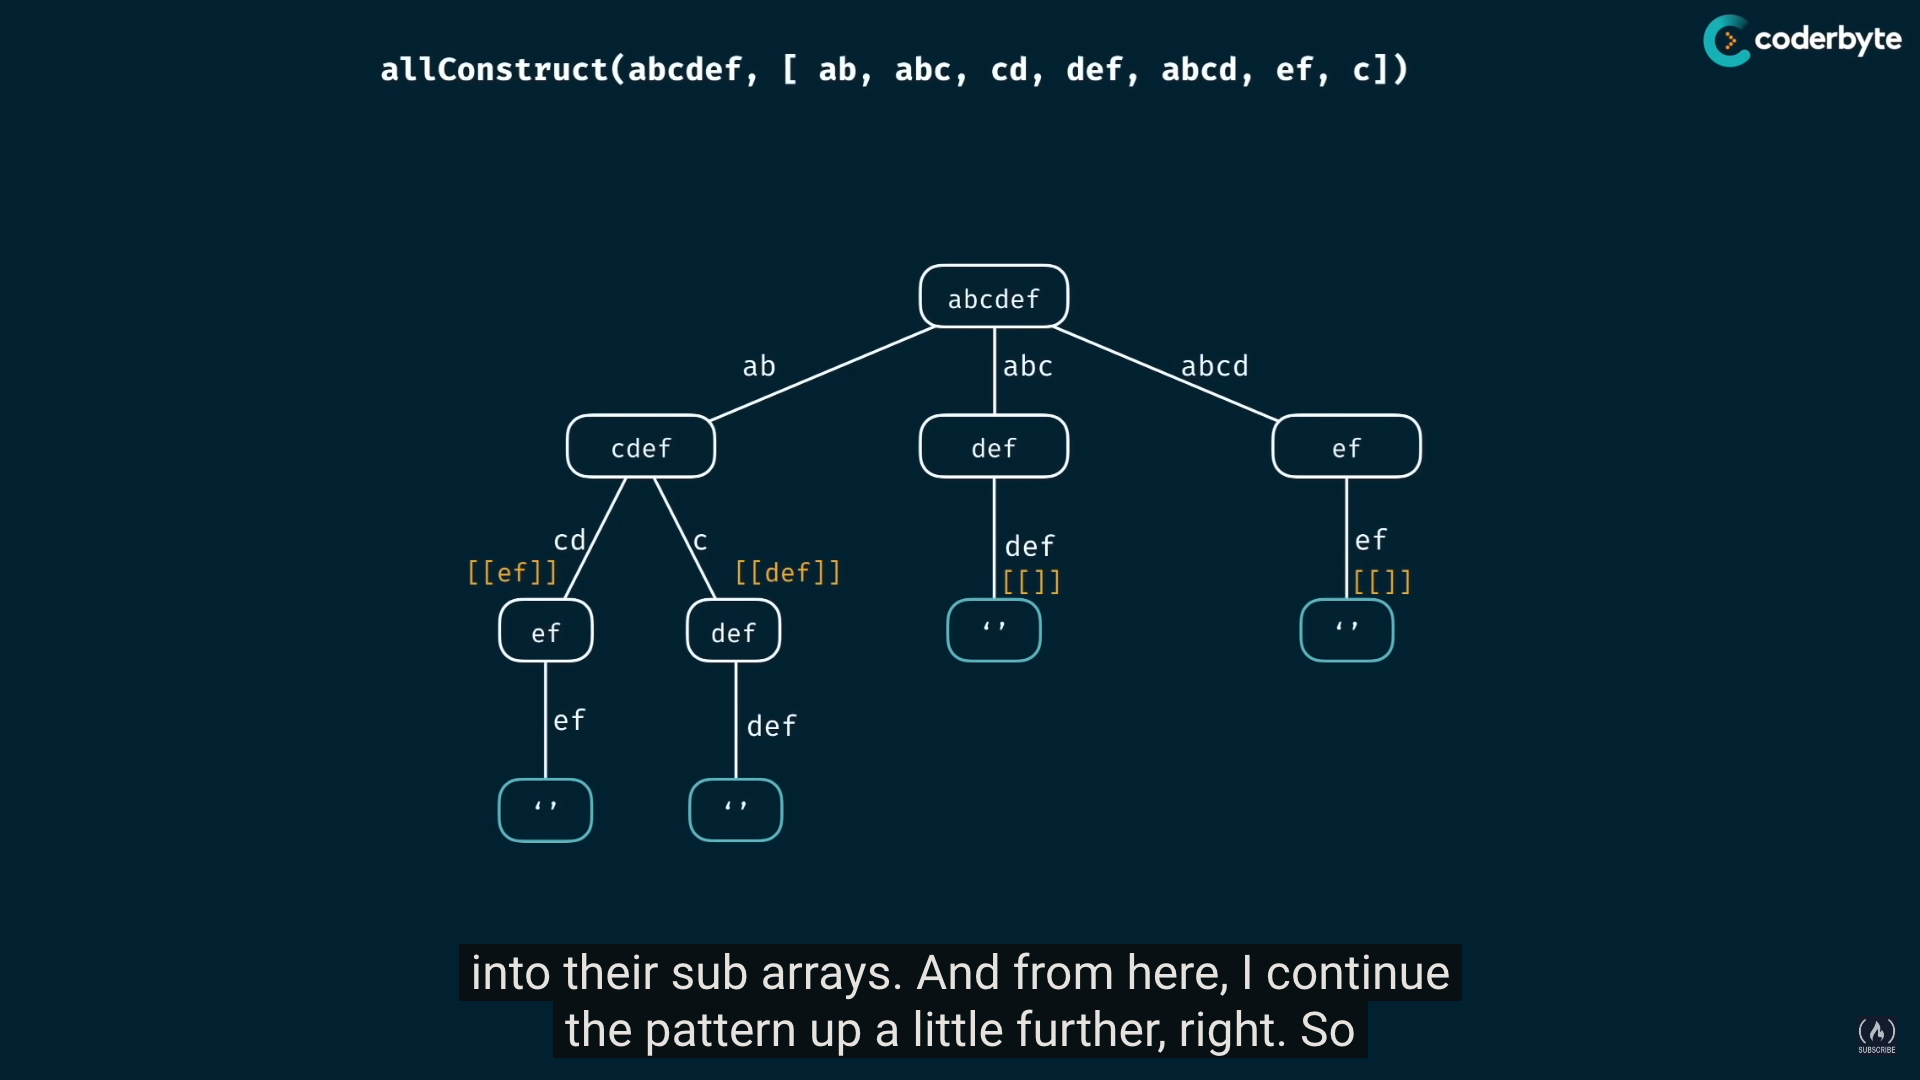 coderbyte
allConstruct(abcdef, [ ab, abc, cd, def, abcd, ef, c])
abcdef
ab
abc
abcd
cdef
def
ef
cd
c
def
ef
[[ef]]
[[def]]
[[]]
[[]]
ef
def
‘’
‘’
ef
def
‘’
‘’
into their sub arrays. And from here, I continue
the pattern up a little further, right. So
SUBSCRIBE